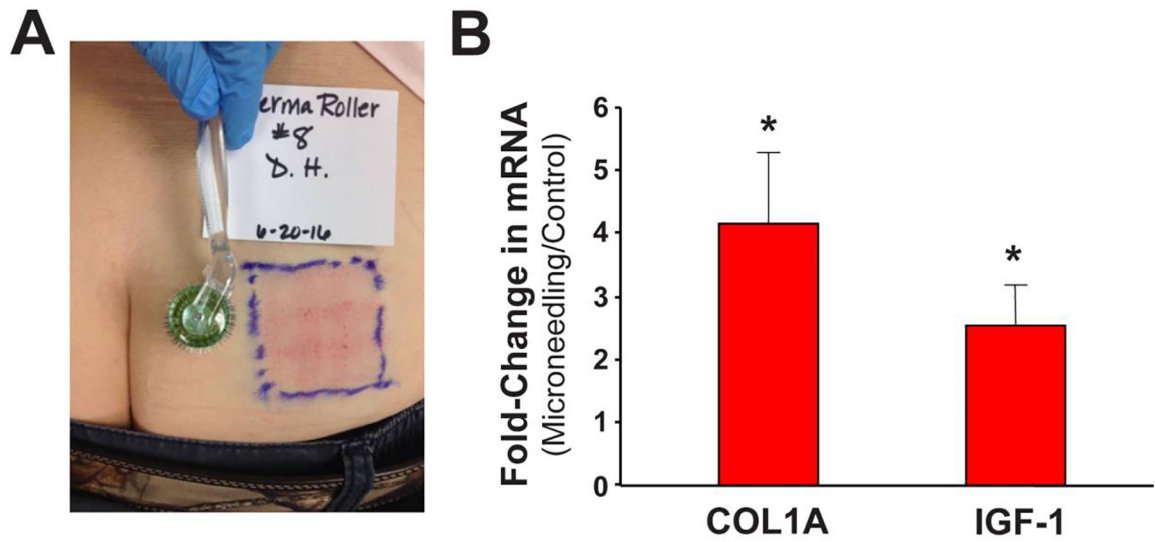 A
erma Roller
#8
D. H.
6-20-16
B
Fold-Change in mRNA
(Microneedling/Control)
6
5
4
3
2
1
0
*
*
COL1A
IGF-1